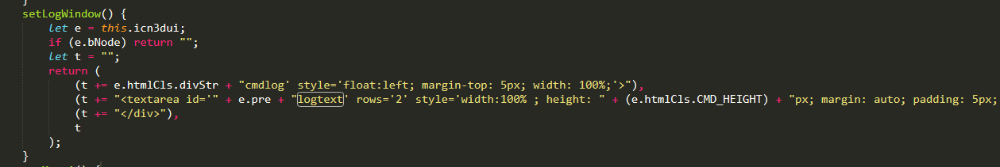 }
setLogWindow() {
let e = this.icn3dui;
if (e.bNode) return "";
let t = "";
return (
(t += e.htmlCls.divStr + "cmdlog' style='float:left; margin-top: 5px; width: 100%;'>"),
(t += "<textarea id='" + e.pre + "logtext' rows='2' style='width:100% ; height: " + (e.htmlCls.CMD_HEIGHT) + "px; margin: auto; padding: 5px;
(t += "</div>"),
t
);
}